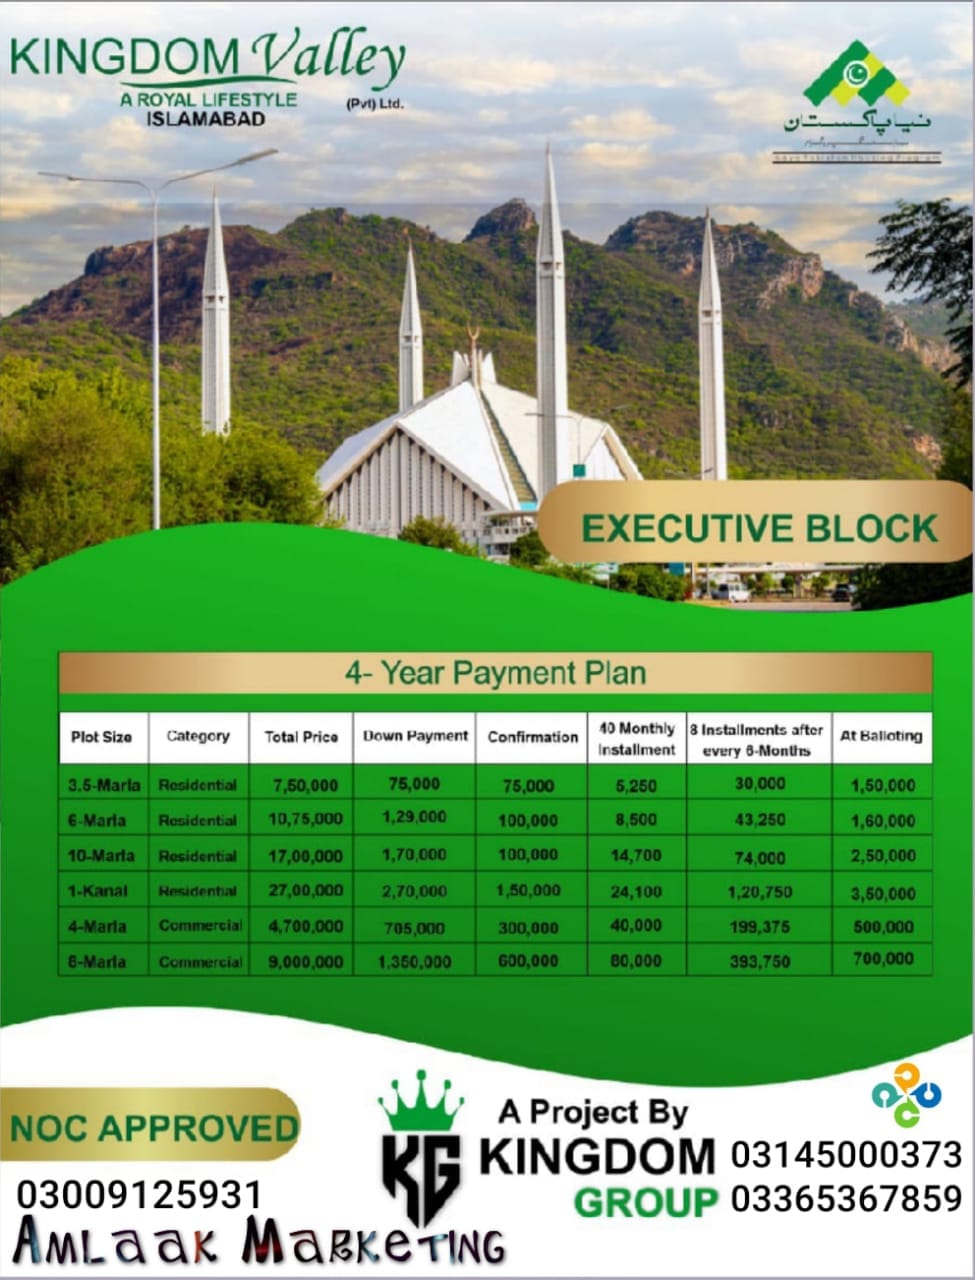 KINGDOM Valley
A ROYAL LIFESTYLE
(Pvt) Ltd.
ISLAMABAD
نیا پاکستان
EXECUTIVE BLOCK
4- Year Payment Plan
Plot Size Category Total Price Down Payment Confirmation 40 Monthly Installment 8 Installments after every 6-Months At Balloting
3.5-Marla Residential 7,50,000 75,000 75,000 5,250 30,000 1,50,000
6-Marla Residential 10,75,000 1,29,000 100,000 8,500 43,250 1,60,000
10-Marla Residential 17,00,000 1,70,000 100,000 14,700 74,000 2,50,000
1-Kanal Residential 27,00,000 2,70,000 1,50,000 24,100 1,20,750 3,50,000
4-Marla Commercial 4,700,000 705,000 300,000 40,000 199,375 500,000
8-Marla Commercial 9,000,000 1,350,000 600,000 80,000 393,750 700,000
NOC APPROVED
03009125931
AMLAAK MARKETING
KG
A Project By
KINGDOM
GROUP
03145000373
03365367859